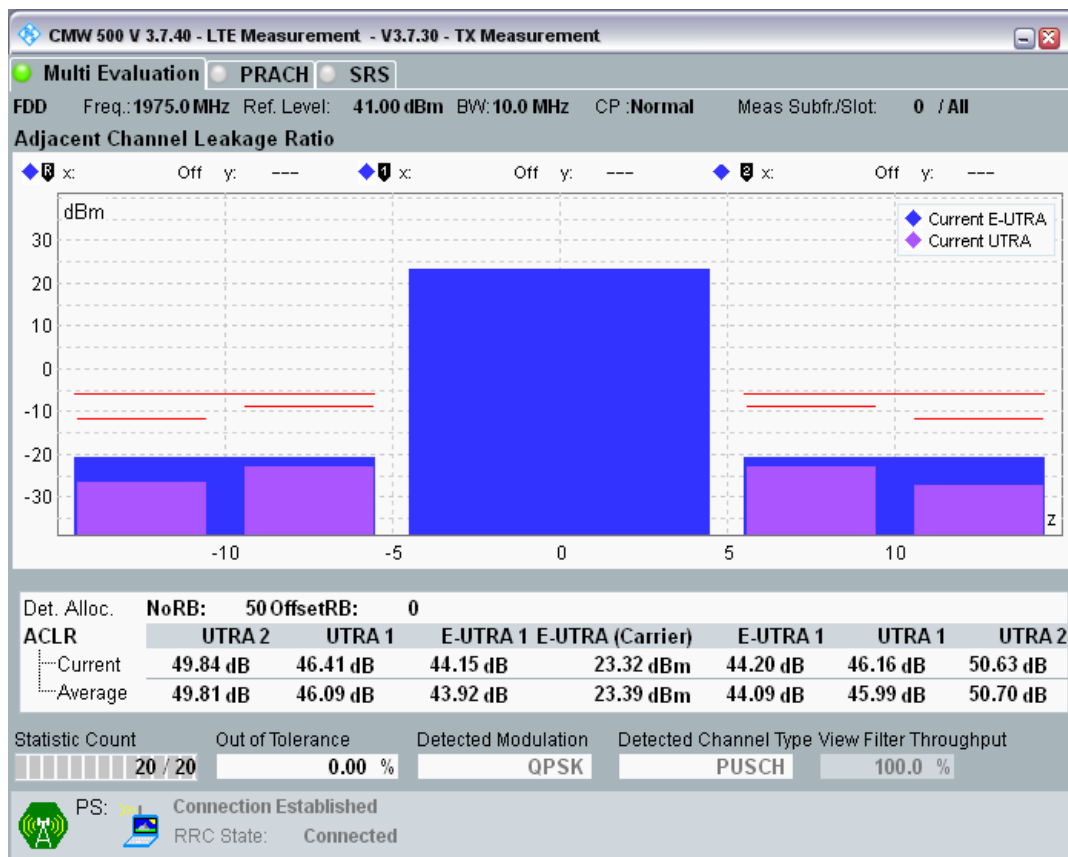 CMW 500 V 3.7.40 - LTE Measurement - V3.7.30 - TX Measurement
Multi Evaluation PRACH SRS
FDD Freq.: 1975.0 MHz Ref. Level: 41.00 dBm BW: 10.0 MHz CP :Normal Meas Subfr./Slot: 0 / All
Adjacent Channel Leakage Ratio
R x: Off y: --- 1 x: Off y: --- 2 x: Off y: ---
dBm
Current E-UTRA
Current UTRA
30
20
10
0
-10
-20
-30
z
-10 -5 0 5 10
Det. Alloc. NoRB: 50 OffsetRB: 0
ACLR UTRA 2 UTRA 1 E-UTRA 1 E-UTRA (Carrier) E-UTRA 1 UTRA 1 UTRA 2
Current 49.84 dB 46.41 dB 44.15 dB 23.32 dBm 44.20 dB 46.16 dB 50.63 dB
Average 49.81 dB 46.09 dB 43.92 dB 23.39 dBm 44.09 dB 45.99 dB 50.70 dB
Statistic Count Out of Tolerance Detected Modulation Detected Channel Type View Filter Throughput
20 / 20 0.00 % QPSK PUSCH 100.0 %
PS: Connection Established
RRC State: Connected